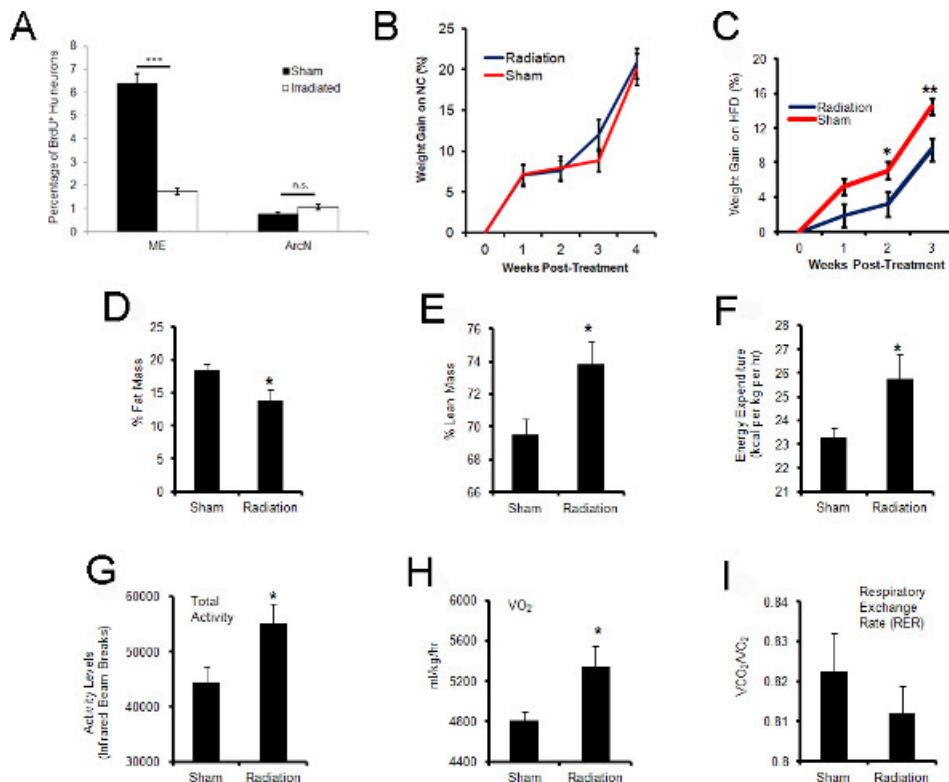 A
Percentage of BrdU⁺ Hu neurons
8
7
6
5
4
3
2
1
0
***
Sham
Irradiated
n.s.
ME
ArcN
B
Weight Gain on NC (%)
25
20
15
10
5
0
Radiation
Sham
0 1 2 3 4
Weeks Post-Treatment
C
Weight Gain on HFD (%)
20
16
12
8
4
0
Radiation
Sham
*
**
0 1 2 3
Weeks Post-Treatment
D
% Fat Mass
25
20
15
10
5
0
*
Sham Radiation
E
% Lean Mass
76
74
72
70
68
66
*
Sham Radiation
F
Energy Expenditure
(kcal per kg per hr)
28
27
26
25
24
23
22
21
*
Sham Radiation
G
Activity Levels
(Infrared Beam Breaks)
60000
50000
40000
30000
Total
Activity
*
Sham Radiation
H
ml/kg/hr
6000
5600
5200
4800
4400
VO₂
*
Sham Radiation
I
VCO₂/VO₂
0.84
0.83
0.82
0.81
0.8
Respiratory
Exchange
Rate (RER)
Sham Radiation